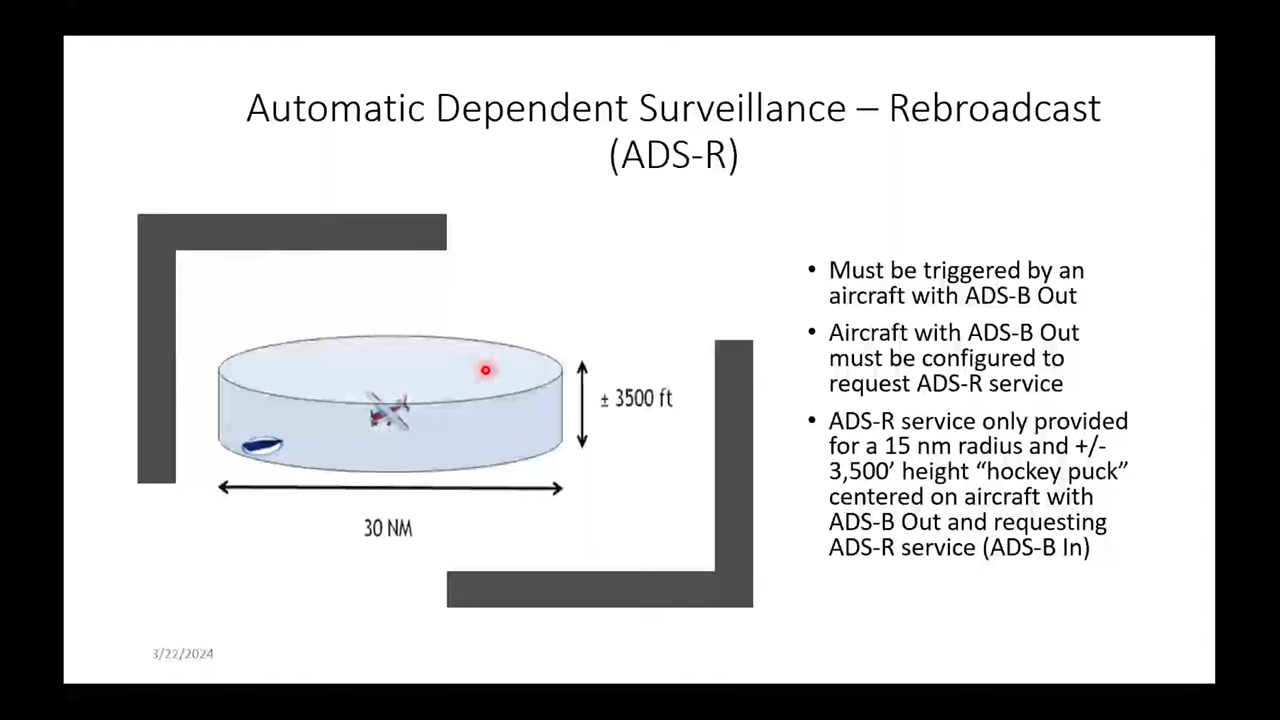 Automatic Dependent Surveillance – Rebroadcast
(ADS-R)
± 3500 ft
30 NM
• Must be triggered by an
aircraft with ADS-B Out
• Aircraft with ADS-B Out
must be configured to
request ADS-R service
• ADS-R service only provided
for a 15 nm radius and +/-
3,500’ height “hockey puck”
centered on aircraft with
ADS-B Out and requesting
ADS-R service (ADS-B In)
3/22/2024